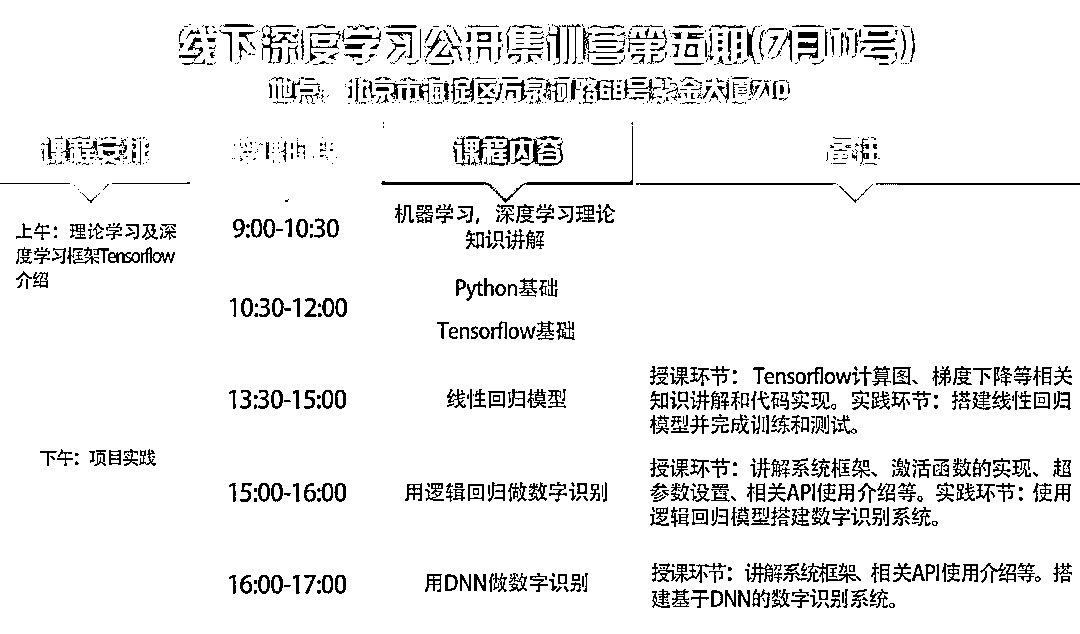 线下深度学习公开集训营第五期(7月11号)
地点：北京市海淀区万泉河路68号紫金大厦710
课程安排 授课时段 课程内容 备注
上午：理论学习及深
度学习框架Tensorflow
介绍
9:00-10:30
机器学习，深度学习理论
知识讲解
10:30-12:00
Python基础
Tensorflow基础
下午：项目实践
13:30-15:00
线性回归模型
授课环节：Tensorflow计算图、梯度下降等相关
知识讲解和代码实现。实践环节：搭建线性回归
模型并完成训练和测试。
15:00-16:00
用逻辑回归做数字识别
授课环节：讲解系统框架、激活函数的实现、超
参数设置、相关API使用介绍等。实践环节：使用
逻辑回归模型搭建数字识别系统。
16:00-17:00
用DNN做数字识别
授课环节：讲解系统框架、相关API使用介绍等。搭
建基于DNN的数字识别系统。